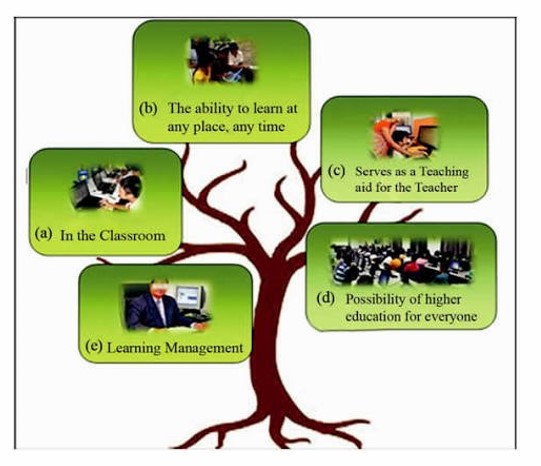 (b) The ability to learn at
any place, any time
(c) Serves as a Teaching
aid for the Teacher
(a) In the Classroom
(d) Possibility of higher
education for everyone
(e) Learning Management